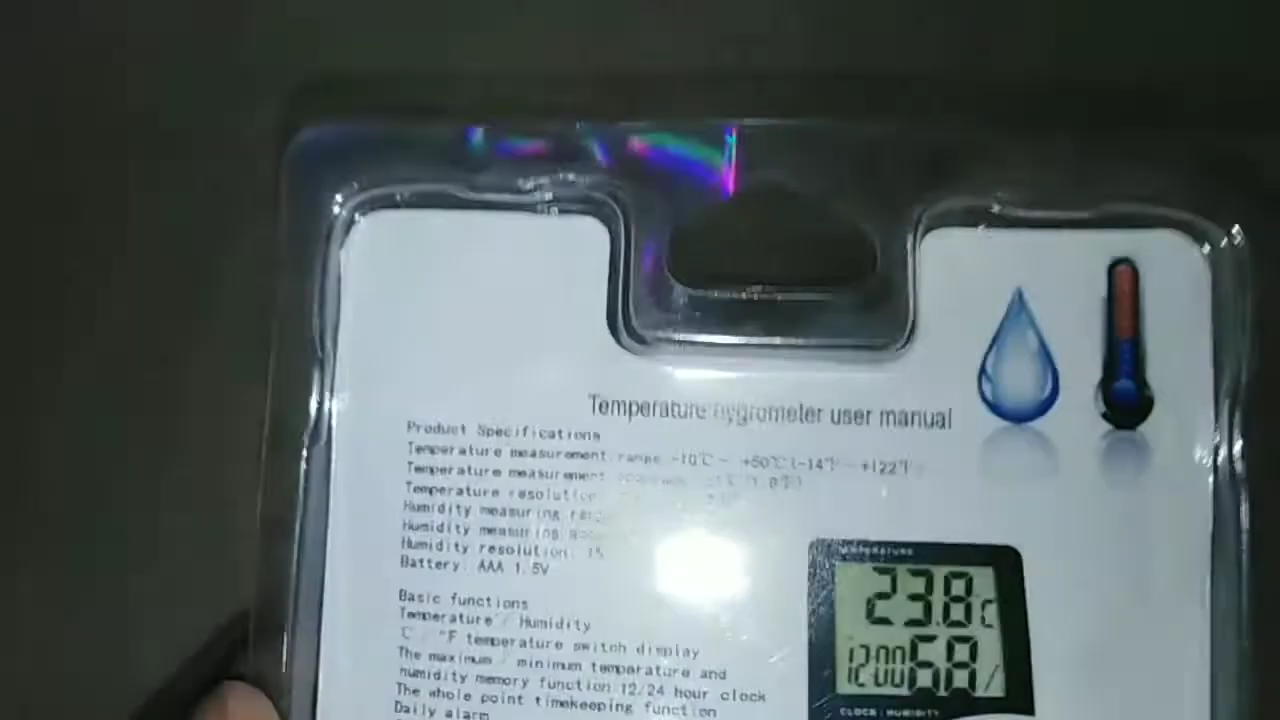 Temperature hygrometer user manual
Product Specifications
Temperature measurement range -10℃ - +50℃ (-14℉ - +122℉)
Temperature measurement
Temperature resolution
Humidity measuring
Humidity measuring
Humidity resolution: 1%
Battery: AAA 1.5V
Basic functions
Temperature / Humidity
℃ / °F temperature switch display
The maximum / minimum temperature and
humidity memory function 12/24 hour clock
The whole point timekeeping function
Daily alarm
TEMPERATURE
23.8c
12:00 68
CLOCK / HUMIDITY